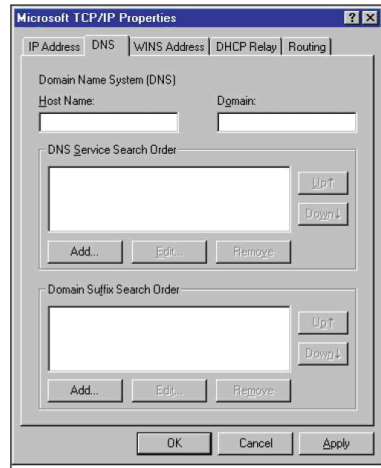 Microsoft TCP/IP Properties ? X
IP Address DNS WINS Address DHCP Relay Routing
Domain Name System (DNS)
Host Name: Domain:
DNS Service Search Order
Up↑
Down↓
Add... Edit... Remove
Domain Suffix Search Order
Up↑
Down↓
Add... Edit... Remove
OK Cancel Apply